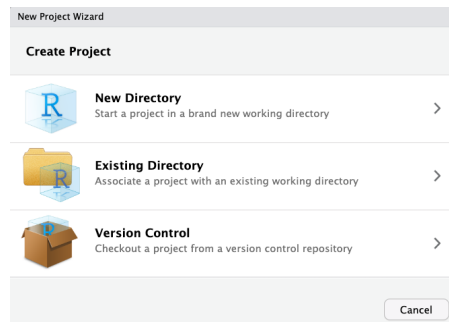 New Project Wizard
Create Project
R
New Directory
Start a project in a brand new working directory
R
Existing Directory
Associate a project with an existing working directory
R
Version Control
Checkout a project from a version control repository
Cancel